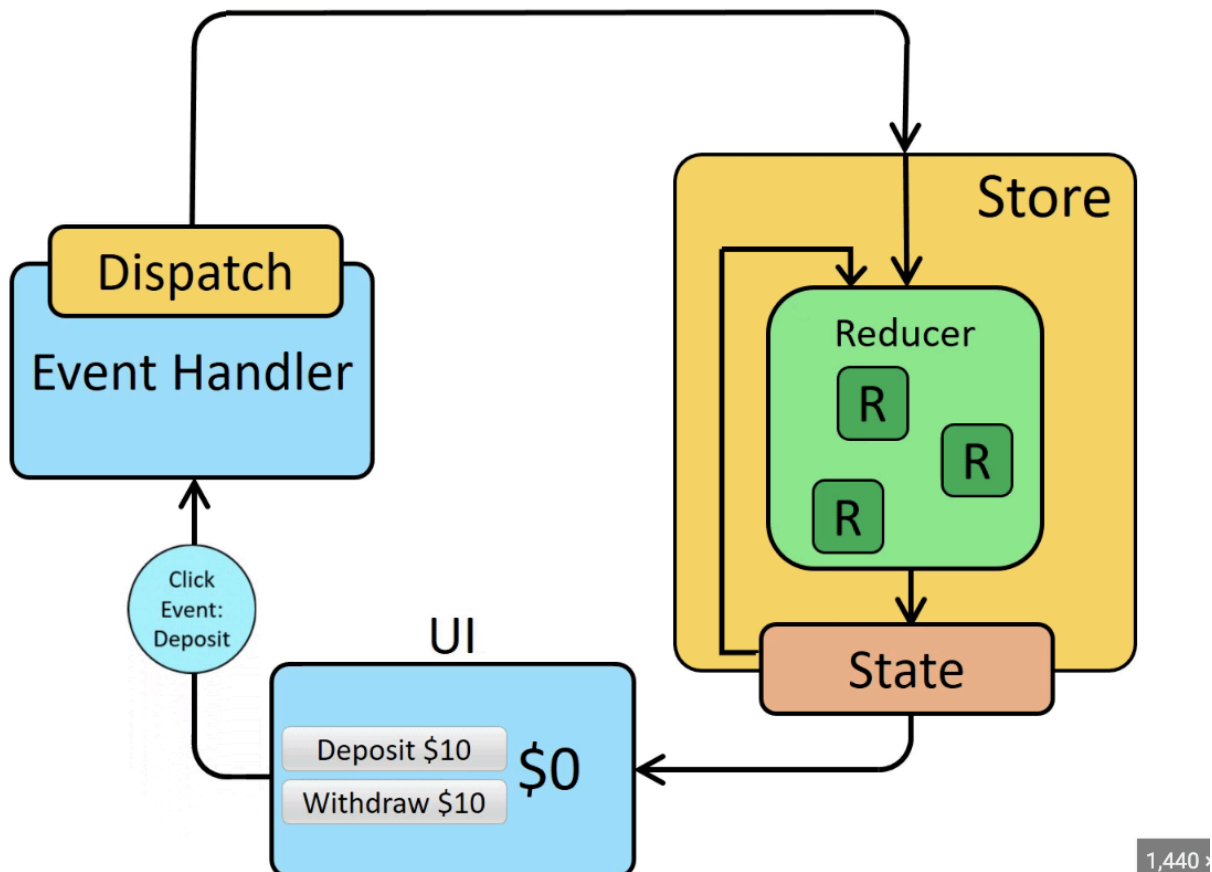 Store
Dispatch
Event Handler
Reducer
R
R
R
Click
Event:
Deposit
UI
State
Deposit $10
$0
Withdraw $10
1,440 ×